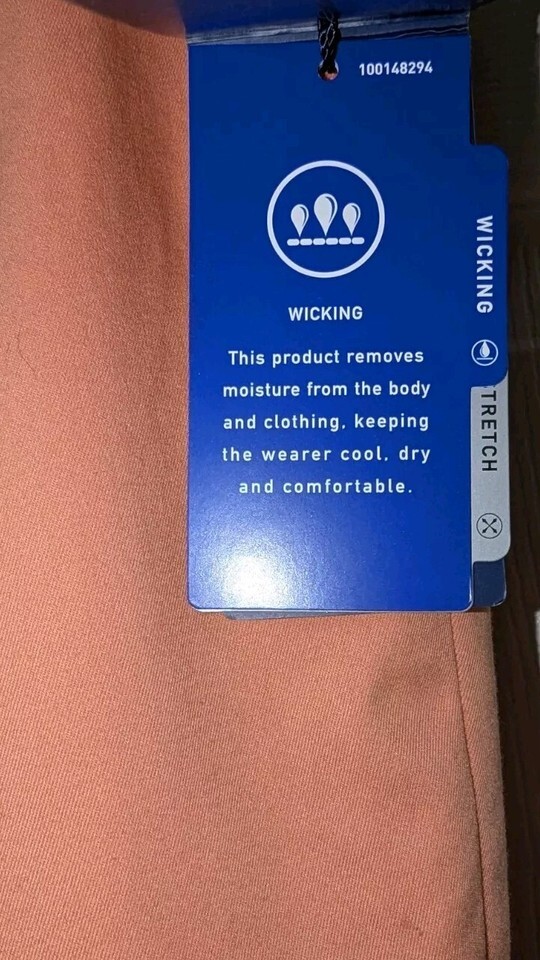 100148294
WICKING
This product removes
moisture from the body
and clothing, keeping
the wearer cool, dry
and comfortable.
WICKING
TRETCH